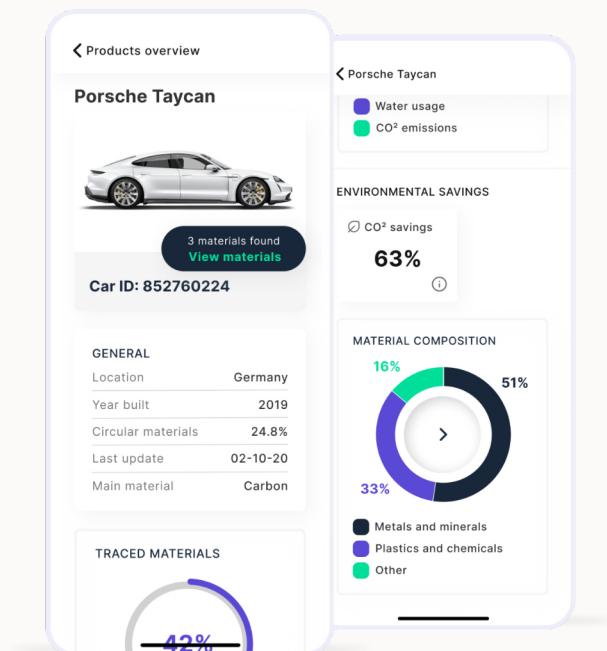 Products overview
Porsche Taycan
3 materials found
View materials
Car ID: 852760224
GENERAL
Location Germany
Year built 2019
Circular materials 24.8%
Last update 02-10-20
Main material Carbon
TRACED MATERIALS
42%
Porsche Taycan
Water usage
CO² emissions
ENVIRONMENTAL SAVINGS
CO² savings
63%
MATERIAL COMPOSITION
16%
51%
33%
Metals and minerals
Plastics and chemicals
Other